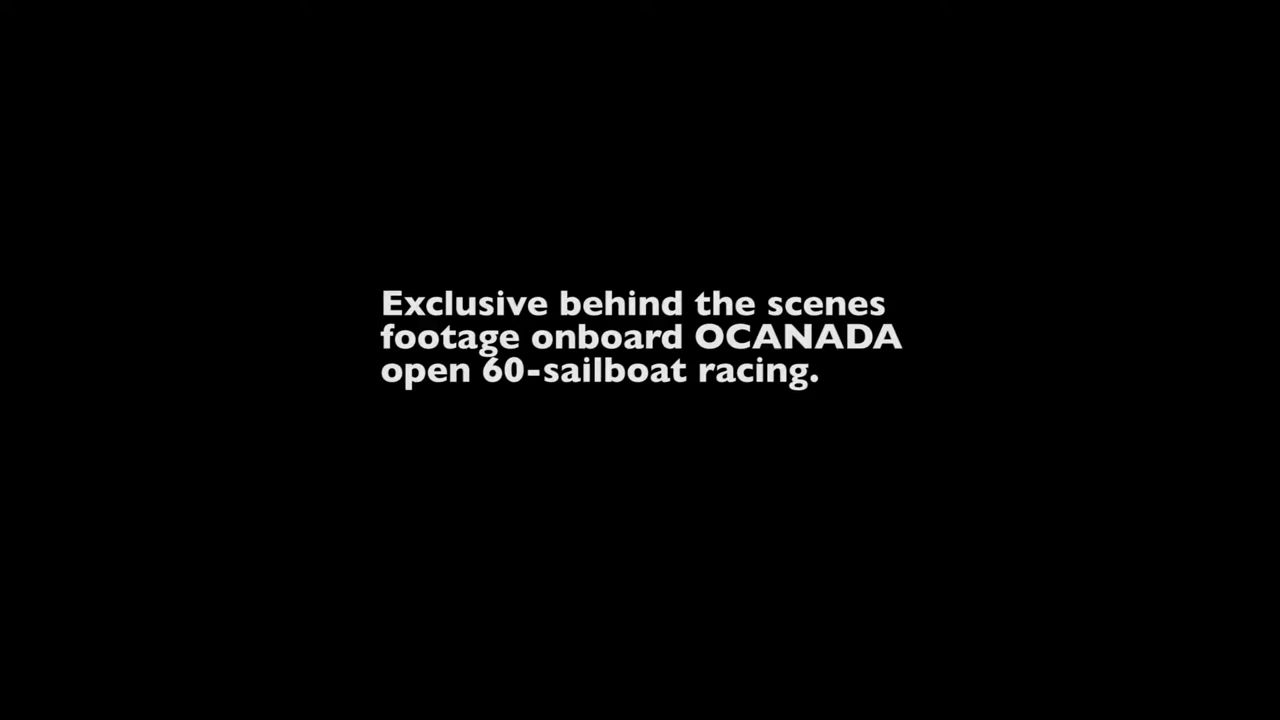 Exclusive behind the scenes
footage onboard OCANADA
open 60-sailboat racing.